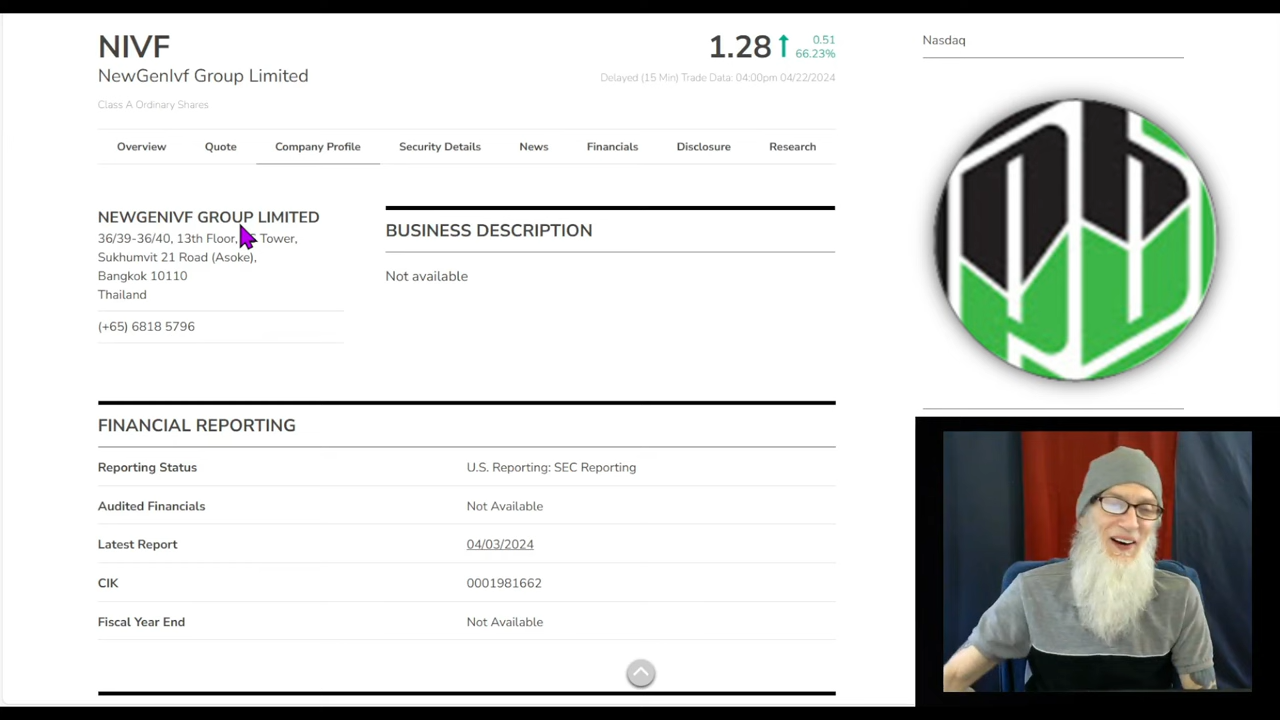 NIVF
NewGenIvf Group Limited
Class A Ordinary Shares
1.28
0.51
66.23%
Delayed (15 Min) Trade Data: 04:00pm 04/22/2024
Nasdaq
Overview Quote Company Profile Security Details News Financials Disclosure Research
NEWGENIVF GROUP LIMITED
36/39-36/40, 13th Floor, Tower,
Sukhumvit 21 Road (Asoke),
Bangkok 10110
Thailand
(+65) 6818 5796
BUSINESS DESCRIPTION
Not available
FINANCIAL REPORTING
Reporting Status U.S. Reporting: SEC Reporting
Audited Financials Not Available
Latest Report 04/03/2024
CIK 0001981662
Fiscal Year End Not Available